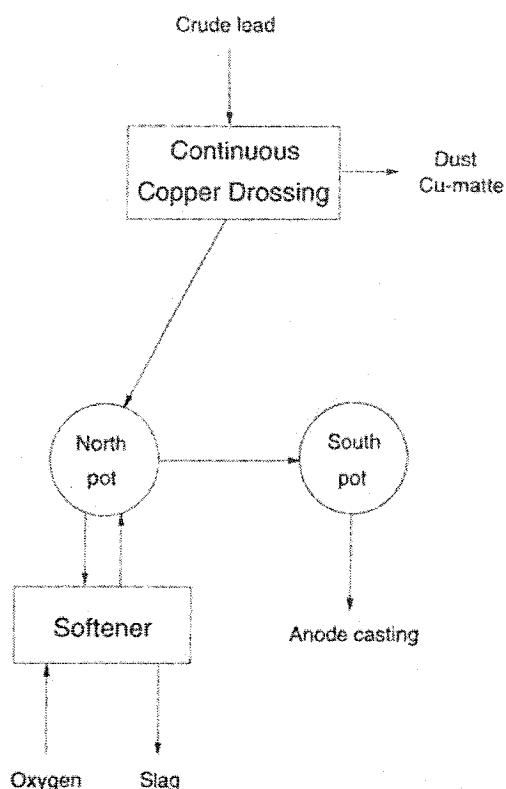 Crude lead
Continuous
Copper Drossing
Dust
Cu-matte
North
pot
South
pot
Softener
Anode casting
Oxygen
Slag